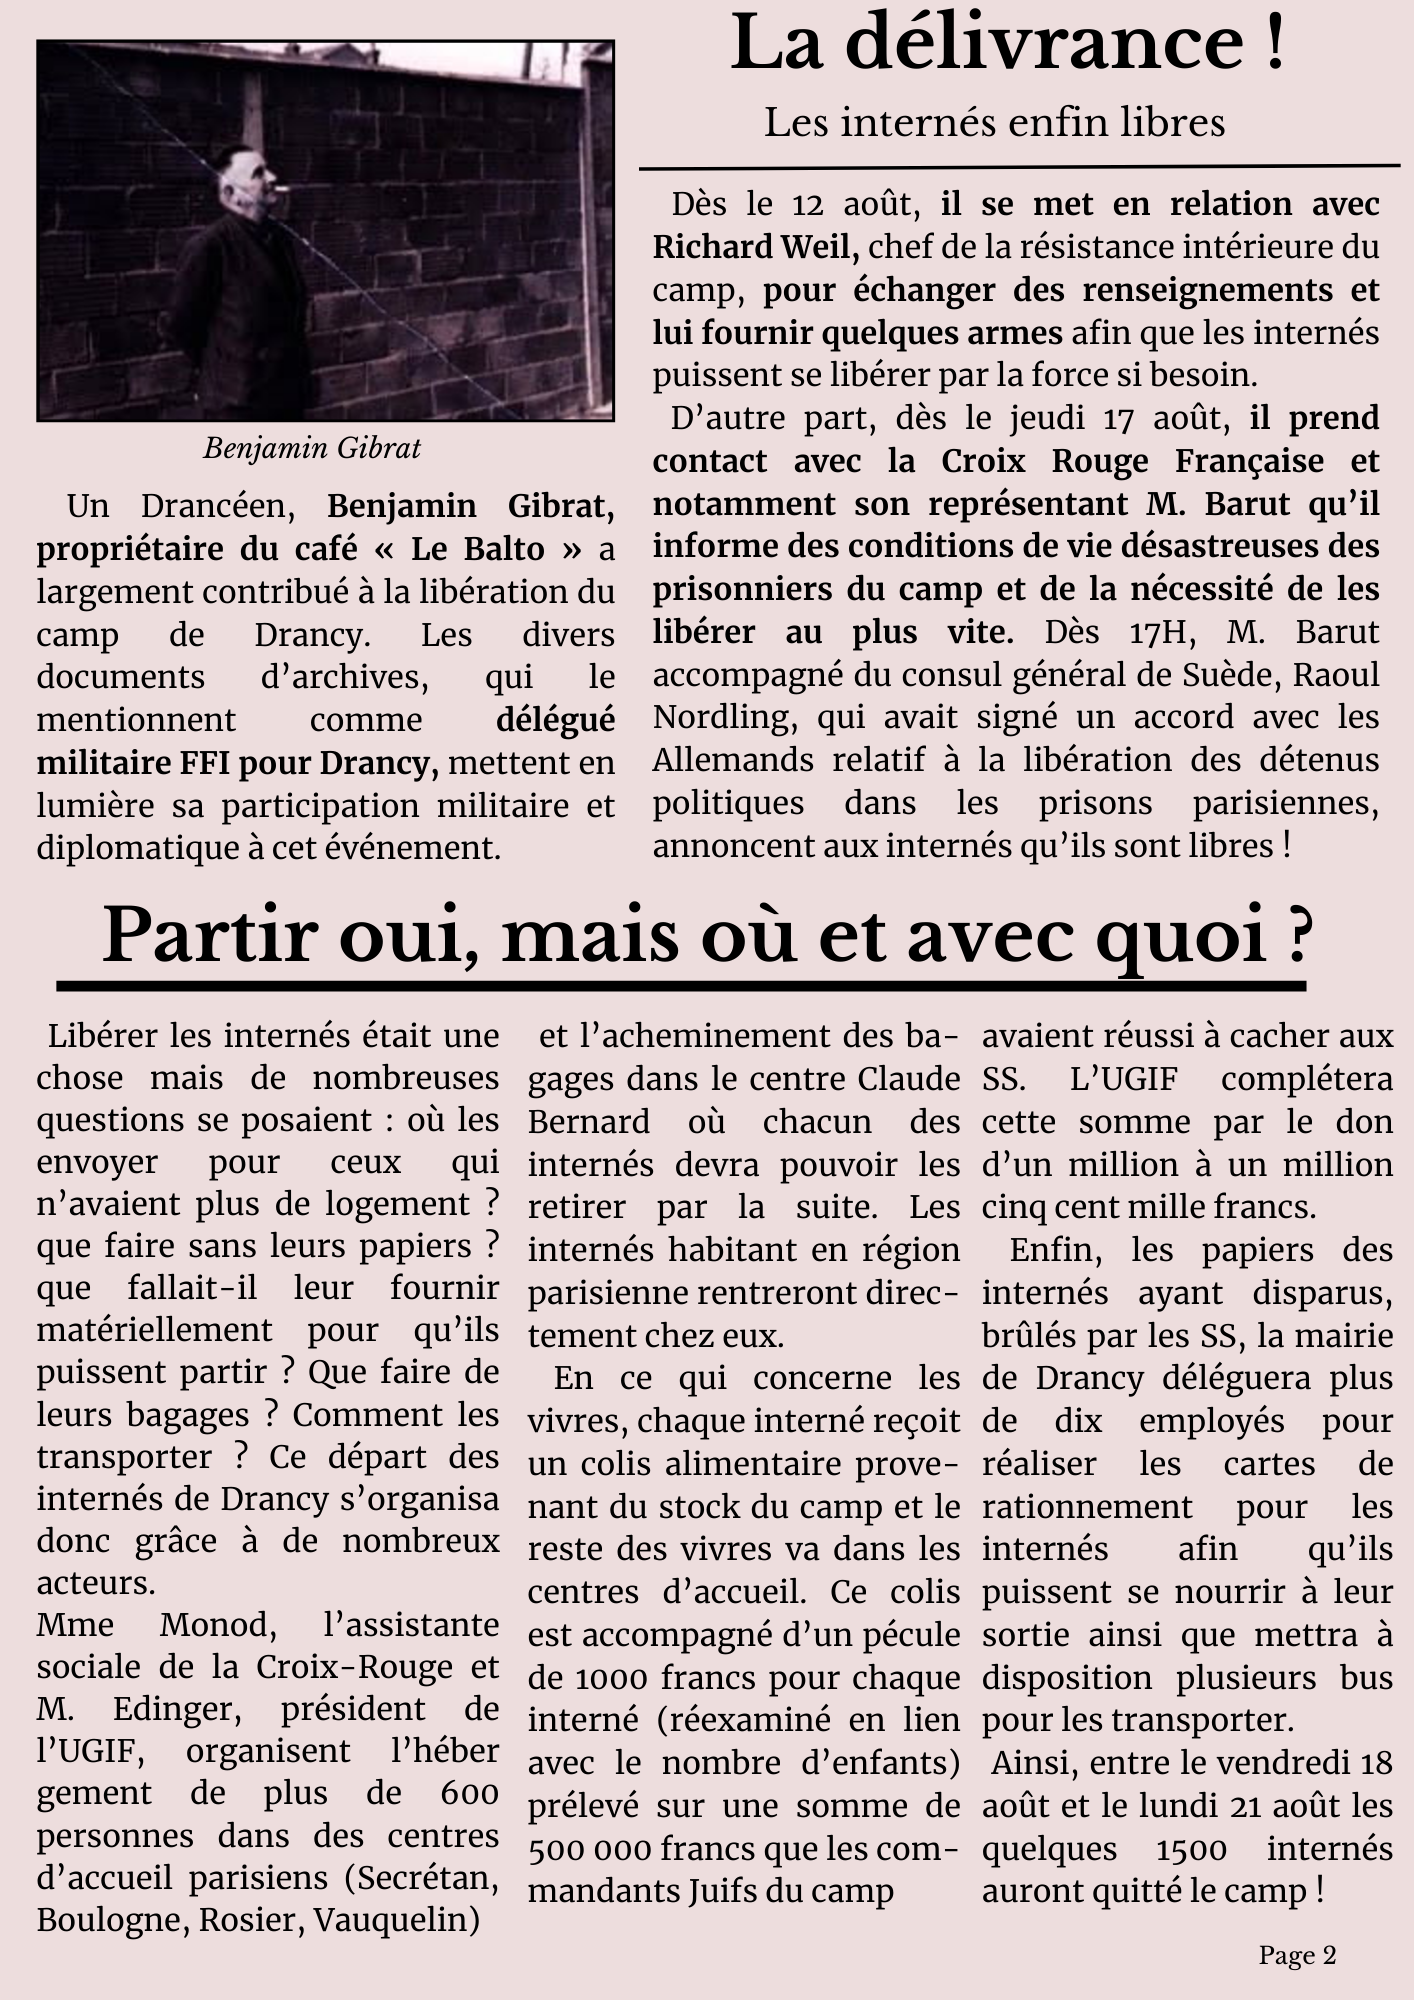 La délivrance !
Les internés enfin libres
Benjamin Gibrat
Un Drancéen, Benjamin Gibrat,
propriétaire du café « Le Balto » a
largement contribué à la libération du
camp de Drancy. Les divers
documents d’archives, qui le
mentionnent comme délégué
militaire FFI pour Drancy, mettent en
lumière sa participation militaire et
diplomatique à cet événement.
Dès le 12 août, il se met en relation avec
Richard Weil, chef de la résistance intérieure du
camp, pour échanger des renseignements et
lui fournir quelques armes afin que les internés
puissent se libérer par la force si besoin.
D’autre part, dès le jeudi 17 août, il prend
contact avec la Croix Rouge Française et
notamment son représentant M. Barut qu’il
informe des conditions de vie désastreuses des
prisonniers du camp et de la nécessité de les
libérer au plus vite. Dès 17H, M. Barut
accompagné du consul général de Suède, Raoul
Nordling, qui avait signé un accord avec les
Allemands relatif à la libération des détenus
politiques dans les prisons parisiennes,
annoncent aux internés qu’ils sont libres !
Partir oui, mais où et avec quoi ?
Libérer les internés était une
chose mais de nombreuses
questions se posaient : où les
envoyer pour ceux qui
n’avaient plus de logement ?
que faire sans leurs papiers ?
que fallait-il leur fournir
matériellement pour qu’ils
puissent partir ? Que faire de
leurs bagages ? Comment les
transporter ? Ce départ des
internés de Drancy s’organisa
donc grâce à de nombreux
acteurs.
Mme Monod, l’assistante
sociale de la Croix-Rouge et
M. Edinger, président de
l’UGIF, organisent l’héber
gement de plus de 600
personnes dans des centres
d’accueil parisiens (Secrétan,
Boulogne, Rosier, Vauquelin)
et l’acheminement des ba-
gages dans le centre Claude
Bernard où chacun des
internés devra pouvoir les
retirer par la suite. Les
internés habitant en région
parisienne rentreront direc-
tement chez eux.
En ce qui concerne les
vivres, chaque interné reçoit
un colis alimentaire prove-
nant du stock du camp et le
reste des vivres va dans les
centres d’accueil. Ce colis
est accompagné d’un pécule
de 1000 francs pour chaque
interné (réexaminé en lien
avec le nombre d’enfants)
prélevé sur une somme de
500 000 francs que les com-
mandants Juifs du camp
avaient réussi à cacher aux
SS. L’UGIF complétera
cette somme par le don
d’un million à un million
cinq cent mille francs.
Enfin, les papiers des
internés ayant disparus,
brûlés par les SS, la mairie
de Drancy déléguera plus
de dix employés pour
réaliser les cartes de
rationnement pour les
internés afin qu’ils
puissent se nourrir à leur
sortie ainsi que mettra à
disposition plusieurs bus
pour les transporter.
Ainsi, entre le vendredi 18
août et le lundi 21 août les
quelques 1500 internés
auront quitté le camp !
Page 2